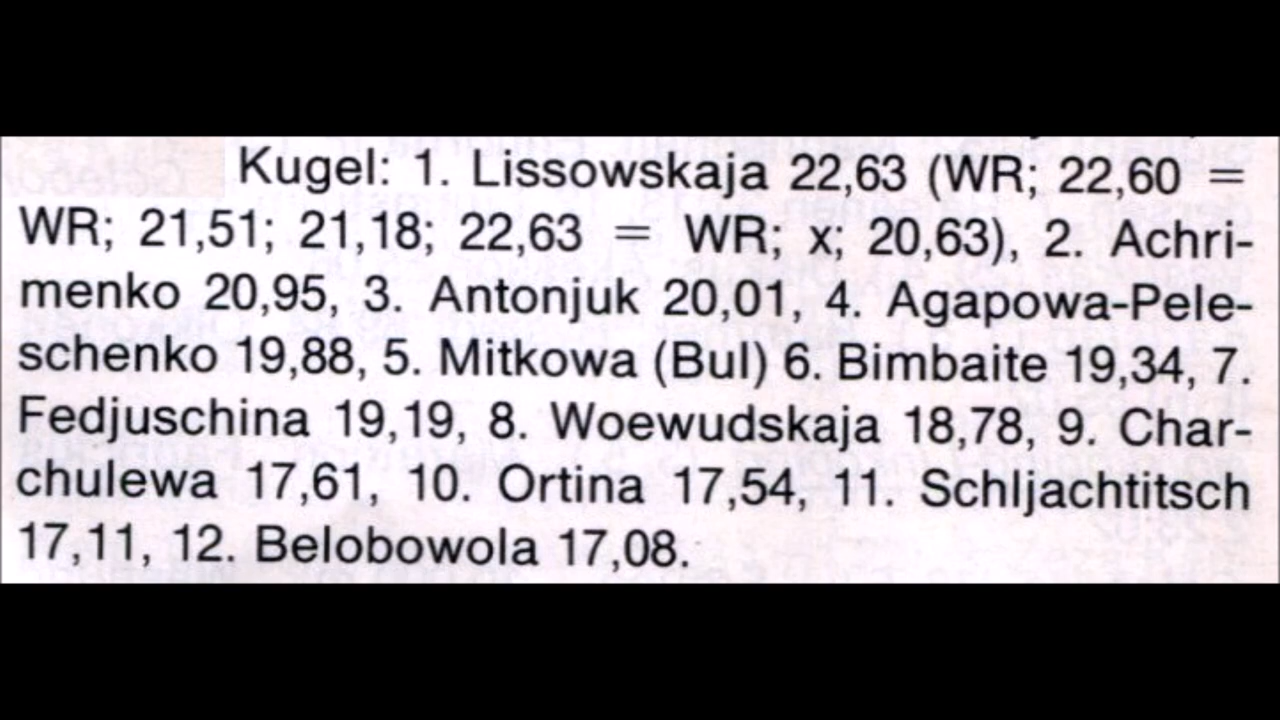 Kugel: 1. Lissowskaja 22,63 (WR; 22,60 =
WR; 21,51; 21,18; 22,63 = WR; x; 20,63), 2. Achri-
menko 20,95, 3. Antonjuk 20,01, 4. Agapowa-Pele-
schenko 19,88, 5. Mitkowa (Bul) 6. Bimbaite 19,34, 7.
Fedjuschina 19,19, 8. Woewudskaja 18,78, 9. Char-
chulewa 17,61, 10. Ortina 17,54, 11. Schljachtitsch
17,11, 12. Belobowola 17,08.